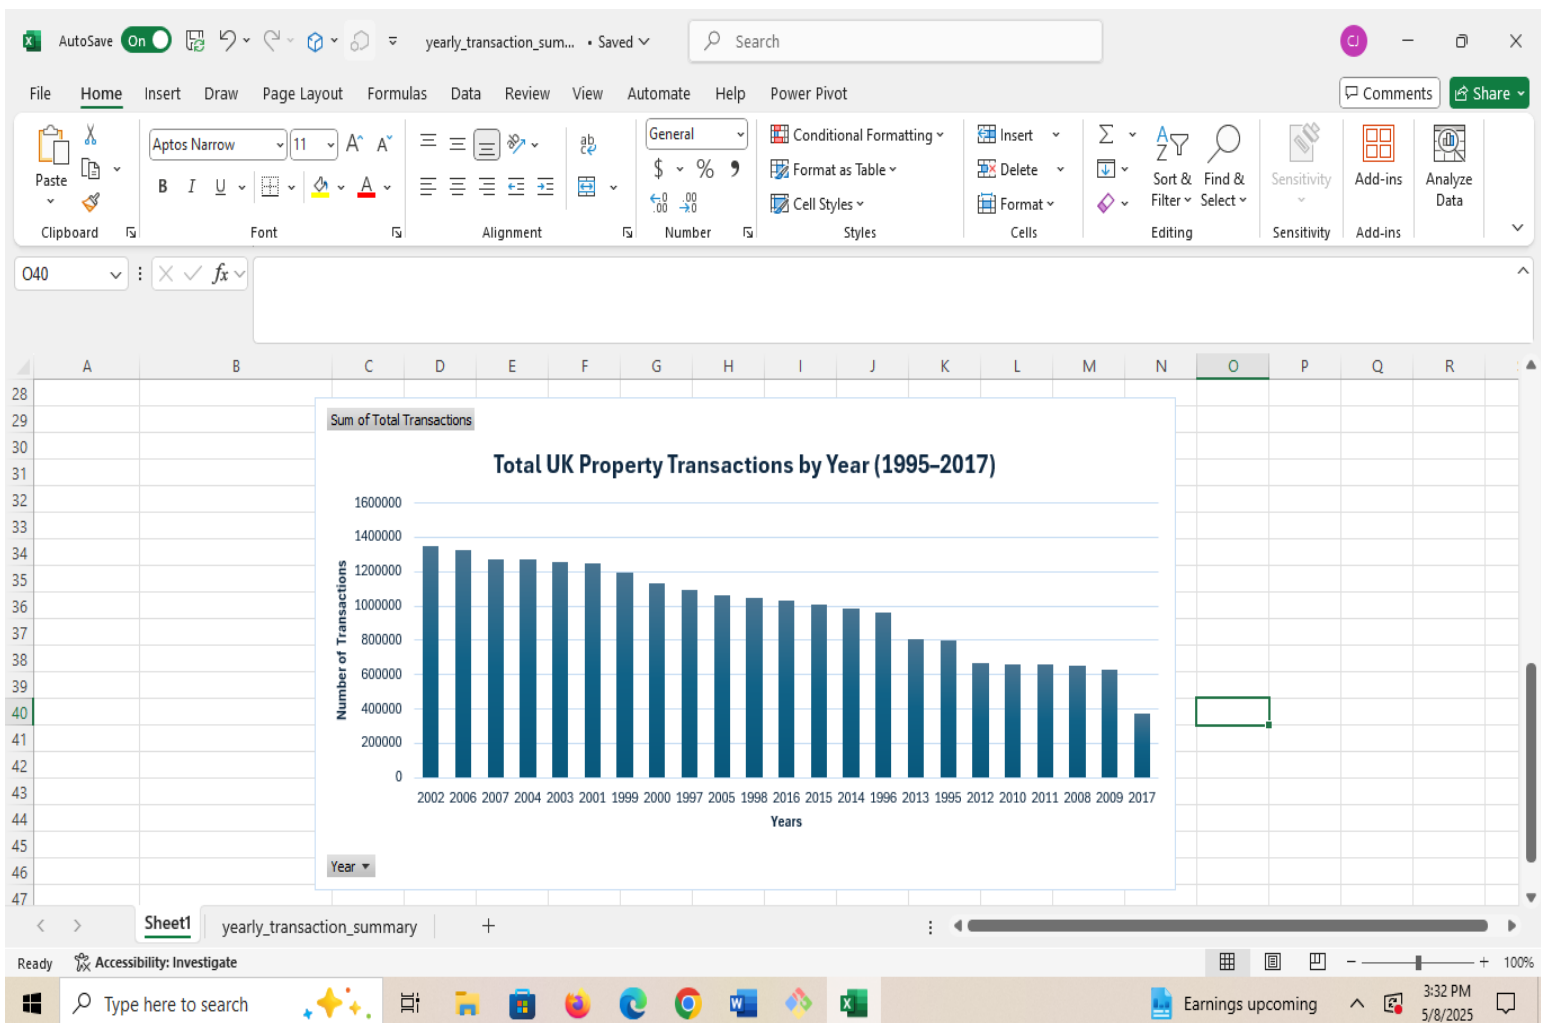 AutoSave On yearly_transaction_sum... • Saved Search CJ
File Home Insert Draw Page Layout Formulas Data Review View Automate Help Power Pivot Comments Share
Aptos Narrow 11 A A ab General Conditional Formatting Insert Σ A Z
Paste $ % Format as Table Delete Sort & Filter Find & Select Sensitivity Add-ins Analyze Data
B I U A .00 .00 Cell Styles Format
Clipboard Font Alignment Number Styles Cells Editing Sensitivity Add-ins
O40 fx
A B C D E F G H I J K L M N O P Q R
28
29 Sum of Total Transactions
30
31 Total UK Property Transactions by Year (1995–2017)
32 1600000
33
34 1400000
35 1200000
36 1000000
37 800000
38 600000
39
40 400000
41 200000
42 0
43 2002 2006 2007 2004 2003 2001 1999 2000 1997 2005 1998 2016 2015 2014 1996 2013 1995 2012 2010 2011 2008 2009 2017
44 Years
Number of Transactions
45
46 Year
47
Sheet1 yearly_transaction_summary +
Ready Accessibility: Investigate 100%
Type here to search Earnings upcoming 3:32 PM
5/8/2025